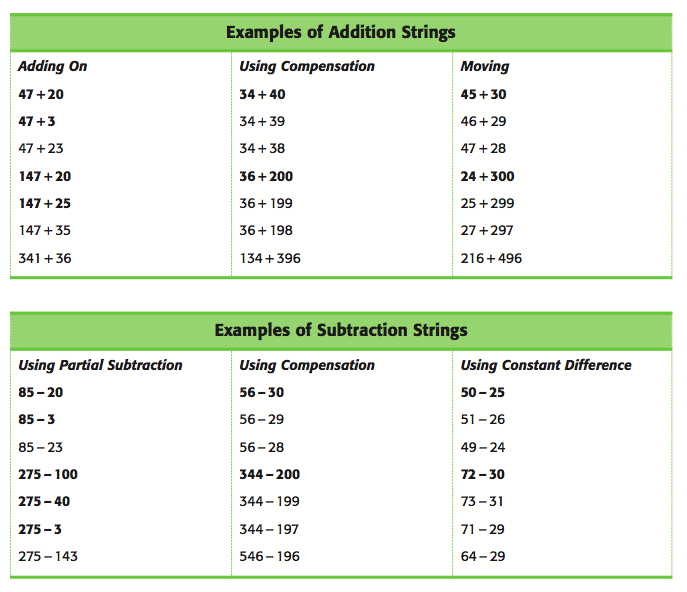 Examples of Addition Strings
Adding On Using Compensation Moving
47 + 20 34 + 40 45 + 30
47 + 3 34 + 39 46 + 29
47 + 23 34 + 38 47 + 28
147 + 20 36 + 200 24 + 300
147 + 25 36 + 199 25 + 299
147 + 35 36 + 198 27 + 297
341 + 36 134 + 396 216 + 496
Examples of Subtraction Strings
Using Partial Subtraction Using Compensation Using Constant Difference
85 – 20 56 – 30 50 – 25
85 – 3 56 – 29 51 – 26
85 – 23 56 – 28 49 – 24
275 – 100 344 – 200 72 – 30
275 – 40 344 – 199 73 – 31
275 – 3 344 – 197 71 – 29
275 – 143 546 – 196 64 – 29